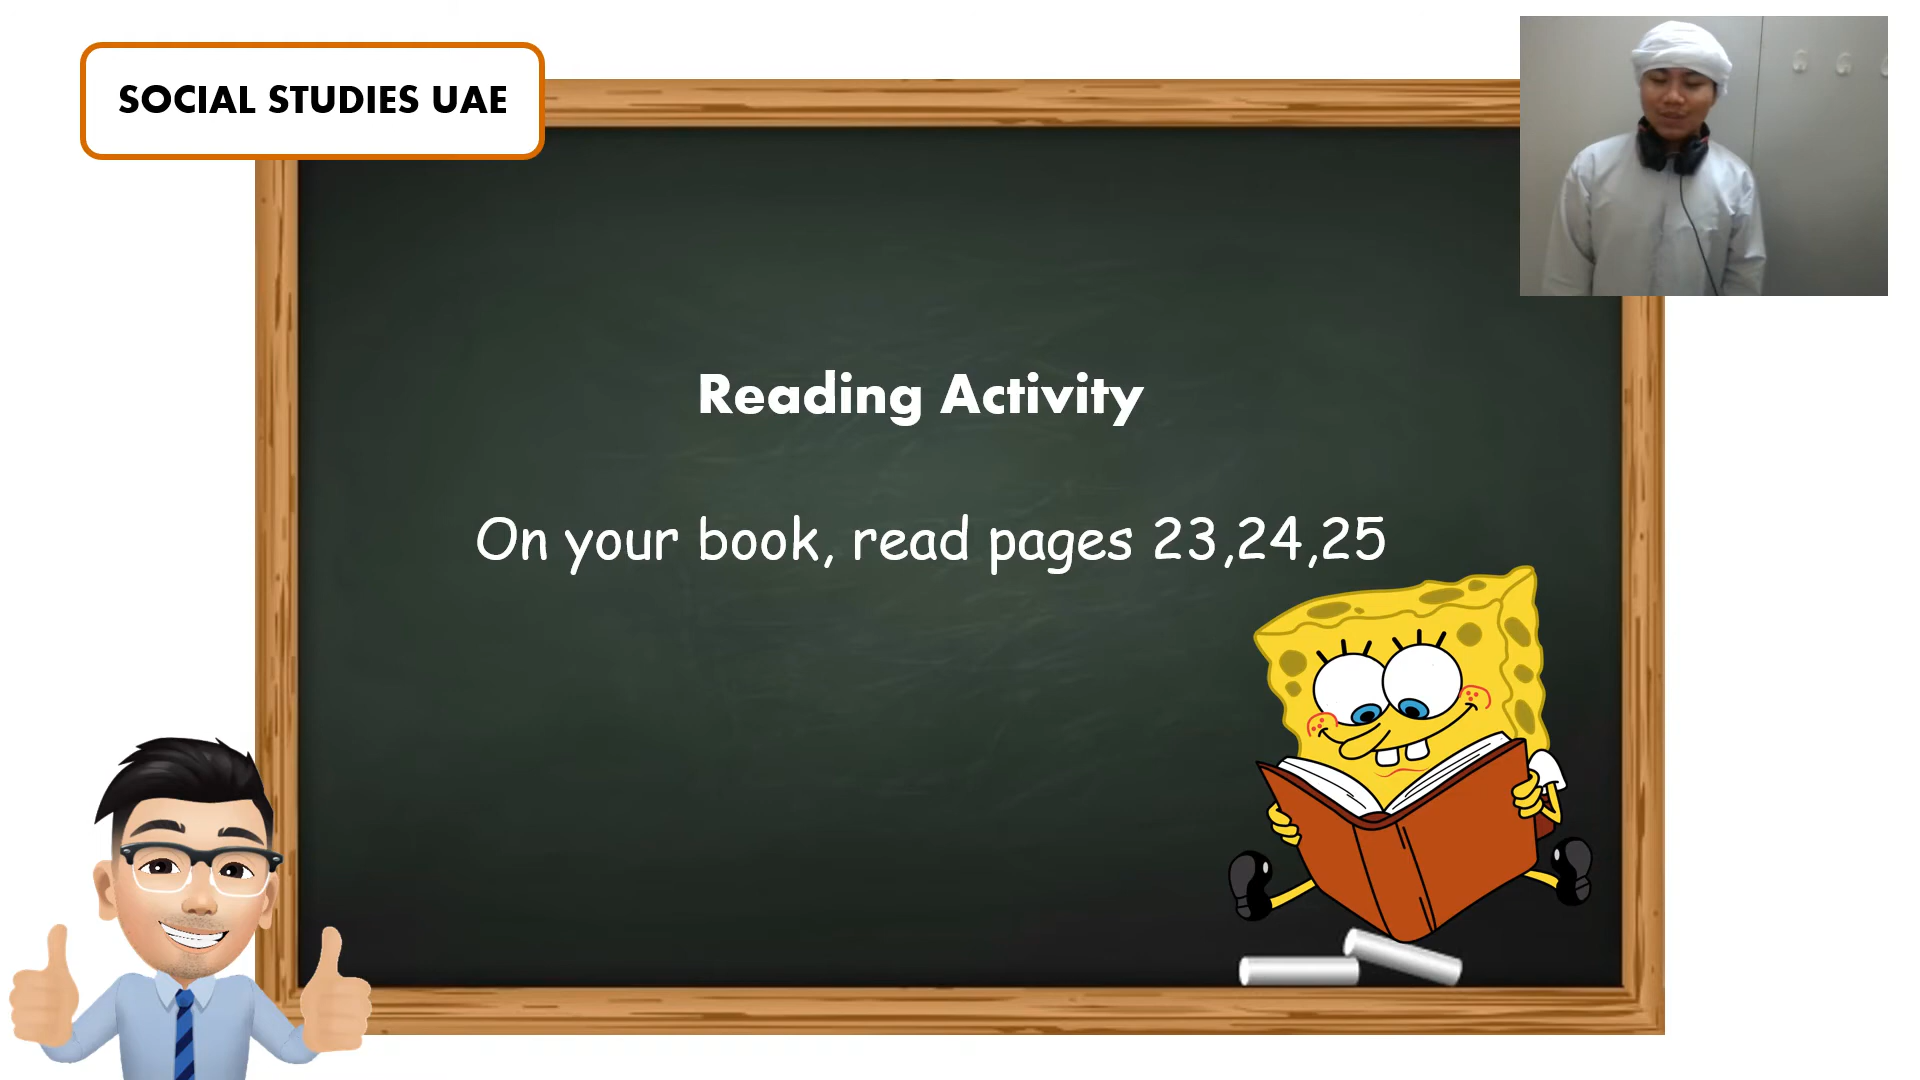 SOCIAL STUDIES UAE
Reading Activity
On your book, read pages 23,24,25